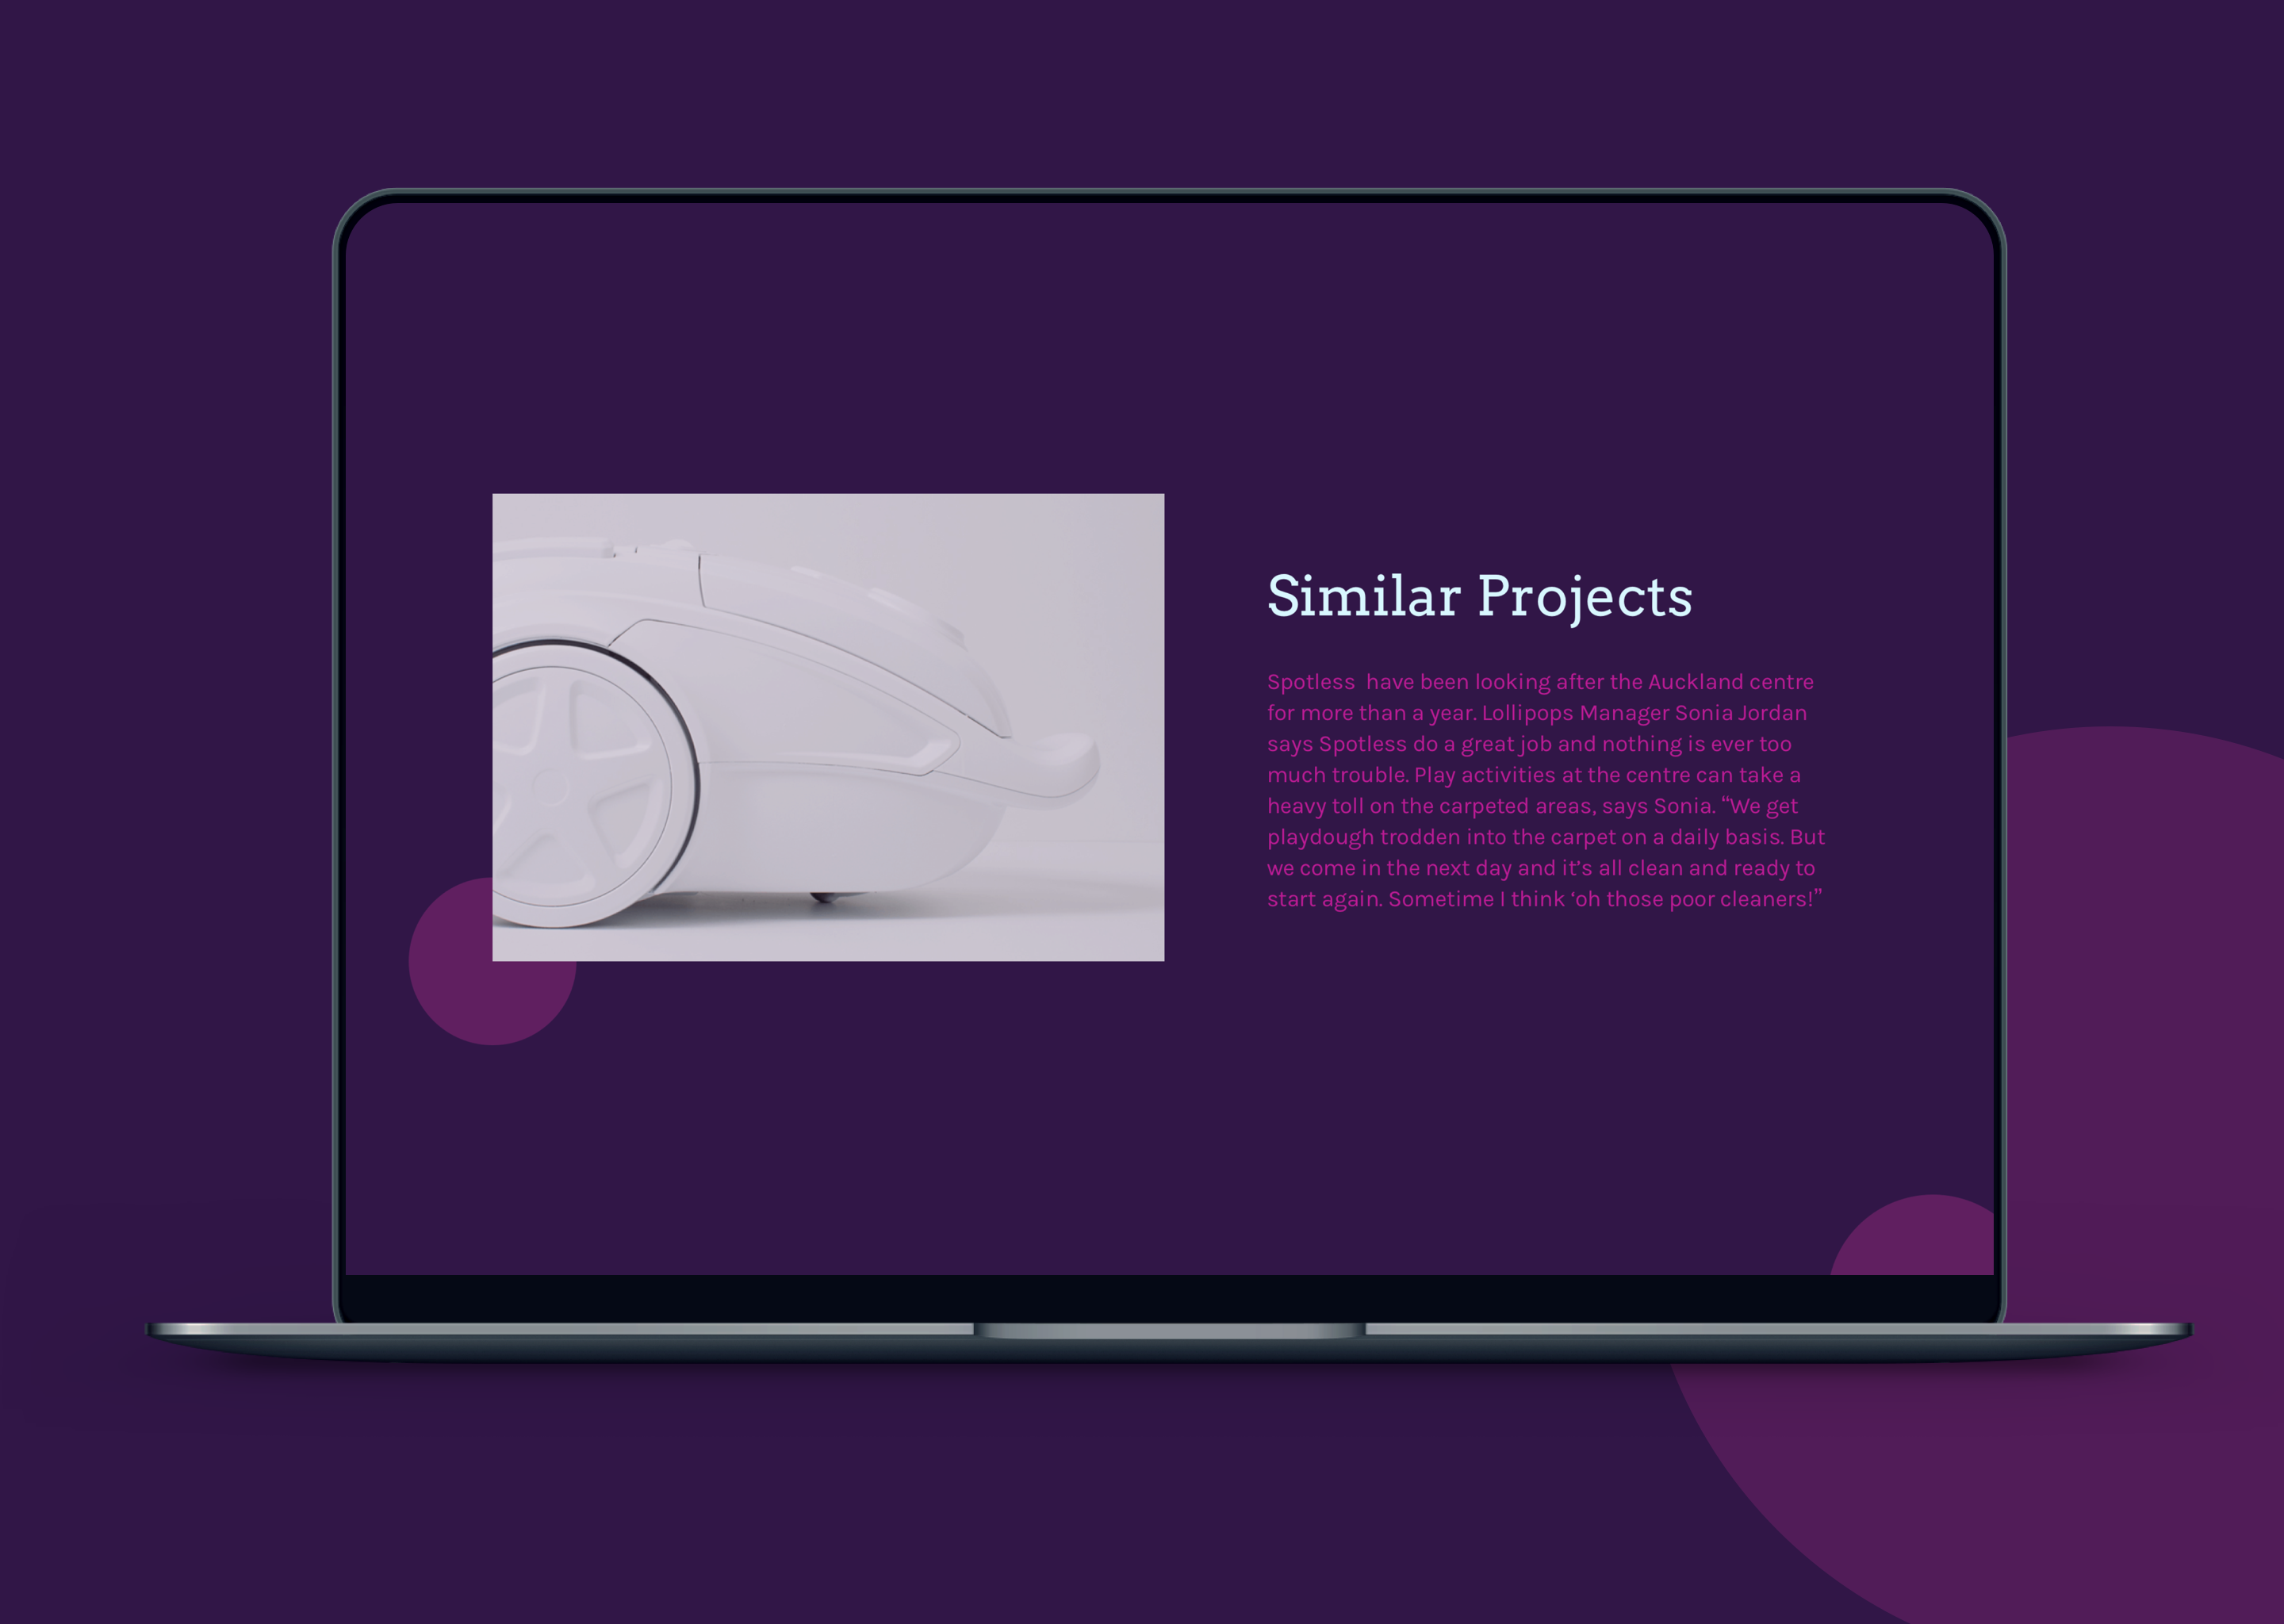 Similar Projects
Spotless  have been looking after the Auckland centre
for more than a year. Lollipops Manager Sonia Jordan
says Spotless do a great job and nothing is ever too
much trouble. Play activities at the centre can take a
heavy toll on the carpeted areas, says Sonia. “We get
playdough trodden into the carpet on a daily basis. But
we come in the next day and it’s all clean and ready to
start again. Sometime I think ‘oh those poor cleaners!”